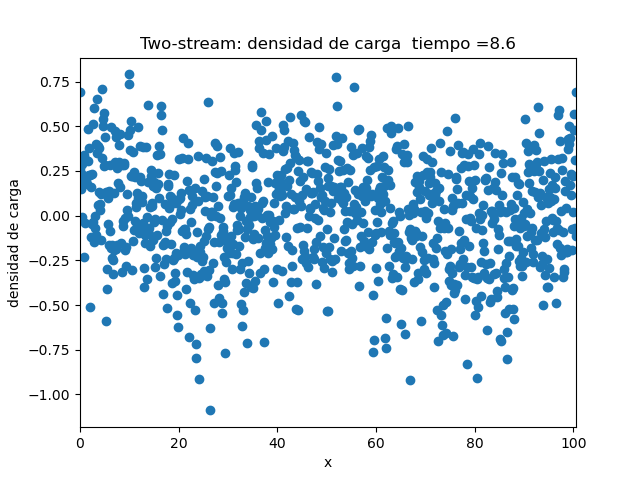 Two-stream: densidad de carga  tiempo =8.6
densidad de carga
0.75
0.50
0.25
0.00
−0.25
−0.50
−0.75
−1.00
0 20 40 60 80 100
x